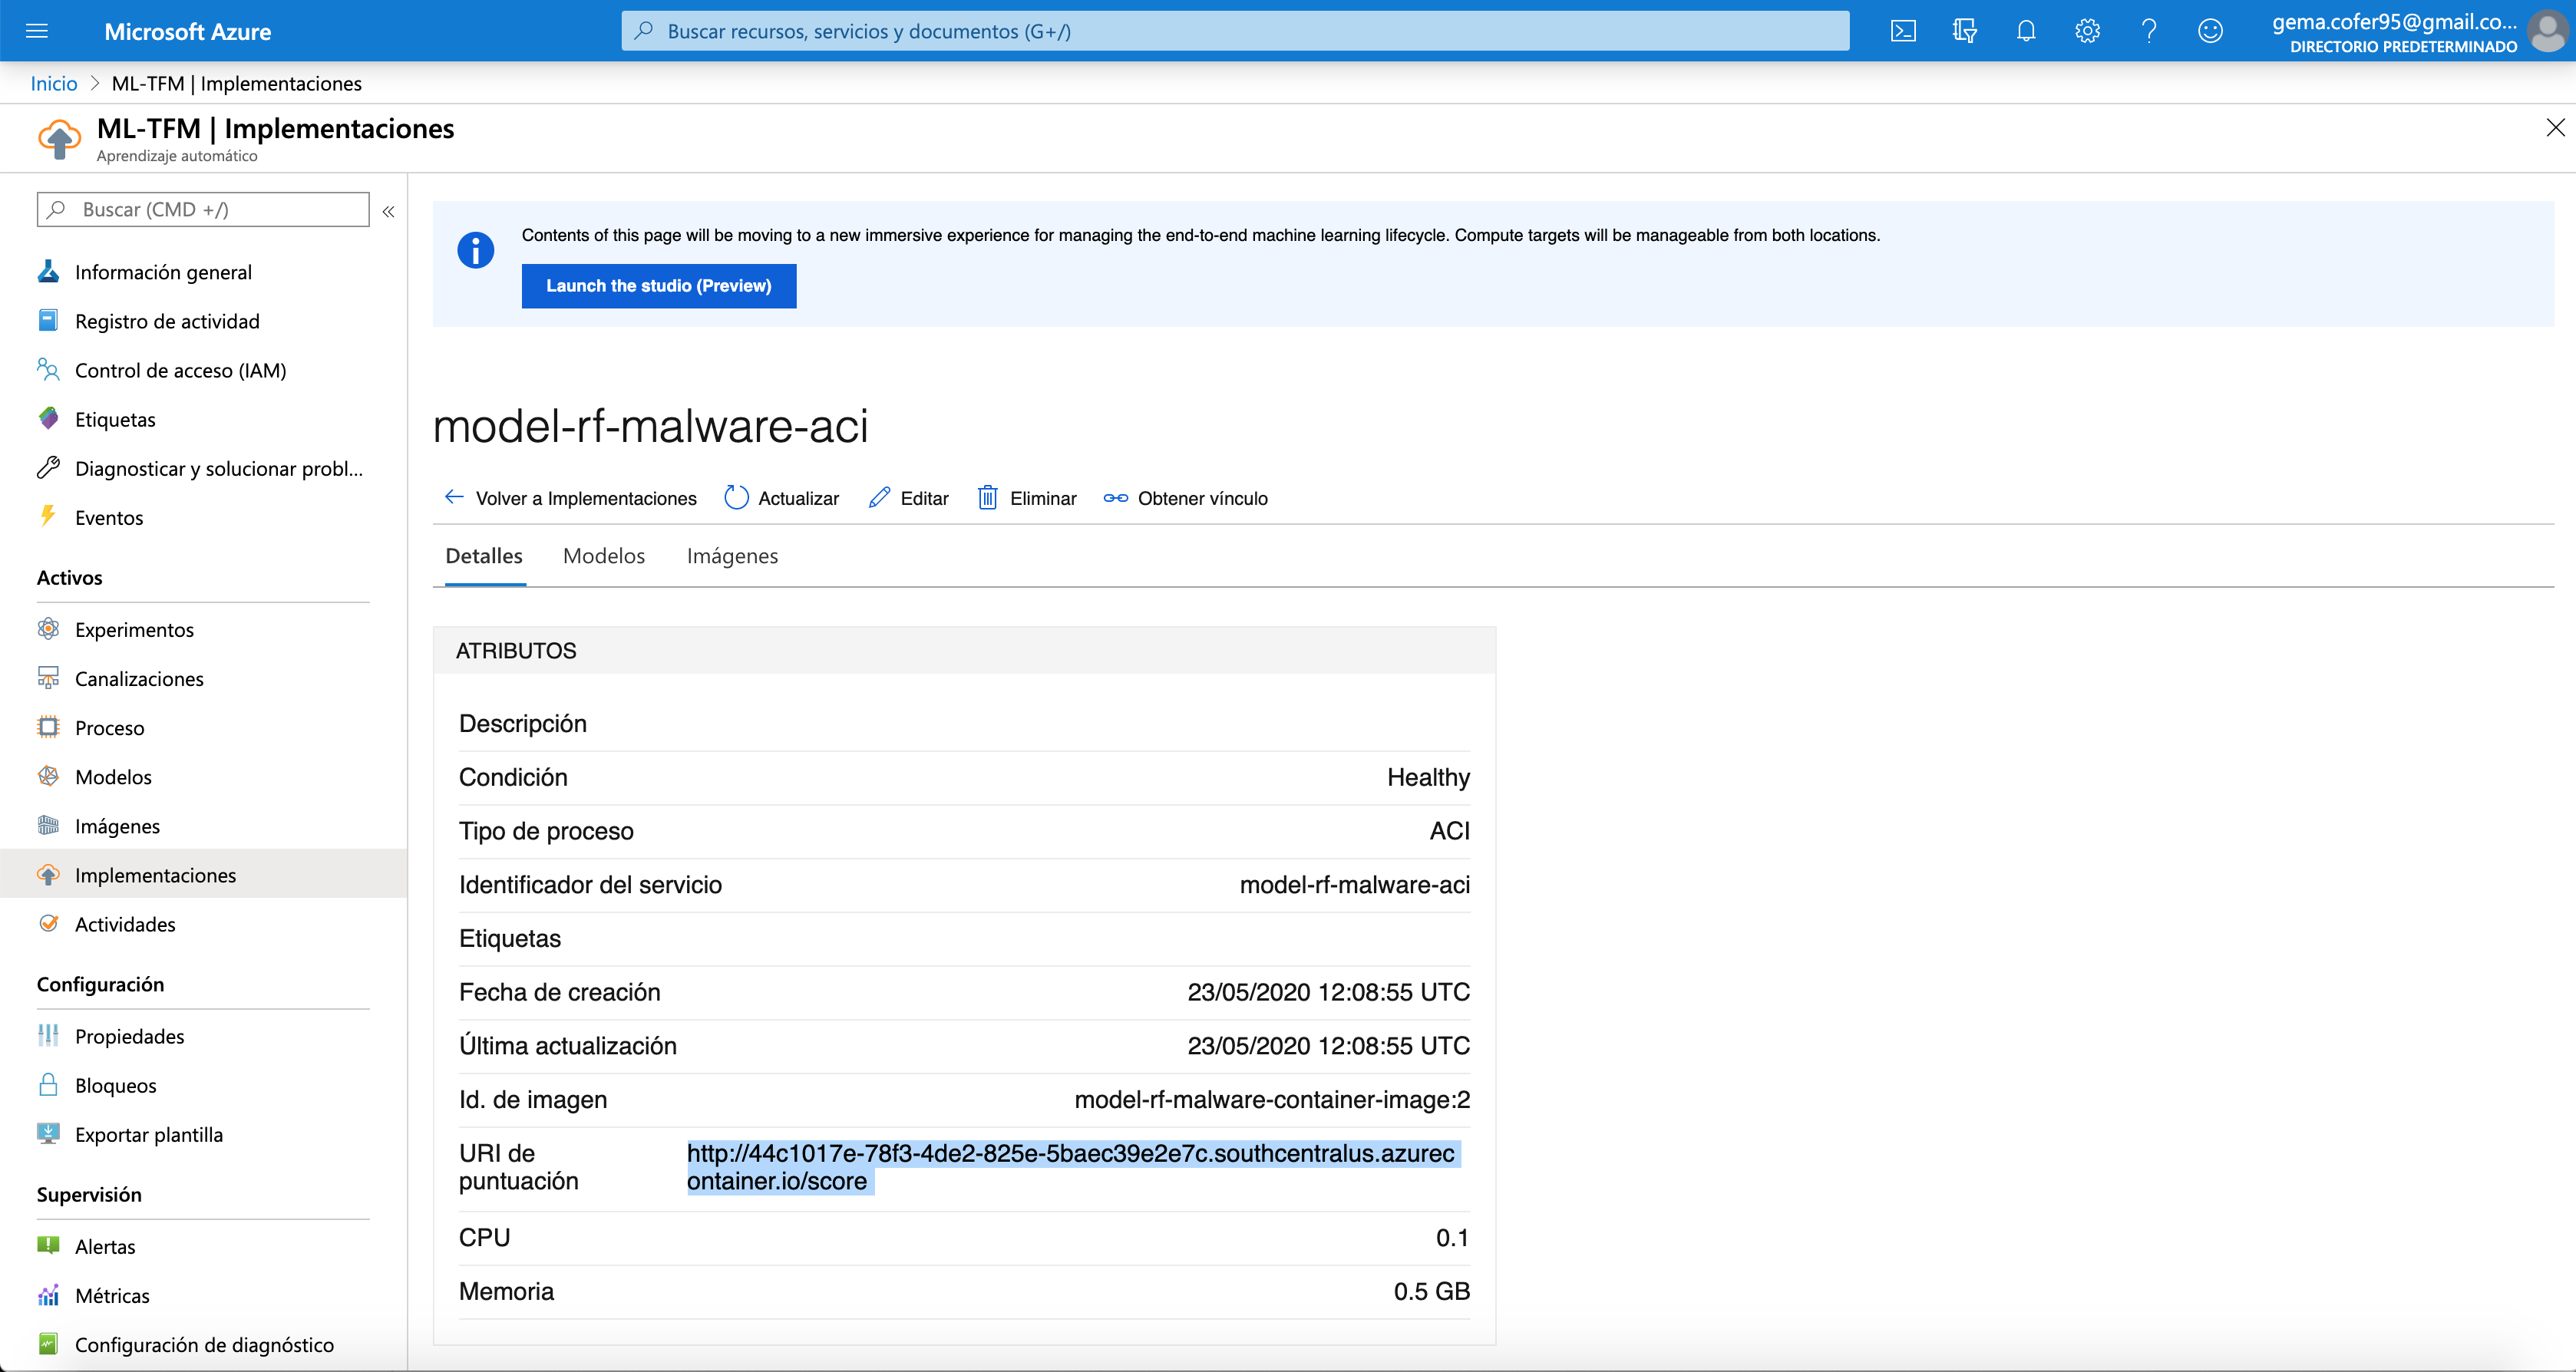 Microsoft Azure
Buscar recursos, servicios y documentos (G+/)
gema.cofer95@gmail.co...
DIRECTORIO PREDETERMINADO
Inicio > ML-TFM | Implementaciones
ML-TFM | Implementaciones
Aprendizaje automático
Buscar (CMD +/)
«
Información general
Registro de actividad
Control de acceso (IAM)
Etiquetas
Diagnosticar y solucionar probl...
Eventos
Activos
Experimentos
Canalizaciones
Proceso
Modelos
Imágenes
Implementaciones
Actividades
Configuración
Propiedades
Bloqueos
Exportar plantilla
Supervisión
Alertas
Métricas
Configuración de diagnóstico
Contents of this page will be moving to a new immersive experience for managing the end-to-end machine learning lifecycle. Compute targets will be manageable from both locations.
Launch the studio (Preview)
model-rf-malware-aci
Volver a Implementaciones Actualizar Editar Eliminar Obtener vínculo
Detalles Modelos Imágenes
ATRIBUTOS
Descripción
Condición Healthy
Tipo de proceso ACI
Identificador del servicio model-rf-malware-aci
Etiquetas
Fecha de creación 23/05/2020 12:08:55 UTC
Última actualización 23/05/2020 12:08:55 UTC
Id. de imagen model-rf-malware-container-image:2
URI de http://44c1017e-78f3-4de2-825e-5baec39e2e7c.southcentralus.azurec
puntuación ontainer.io/score
CPU 0.1
Memoria 0.5 GB